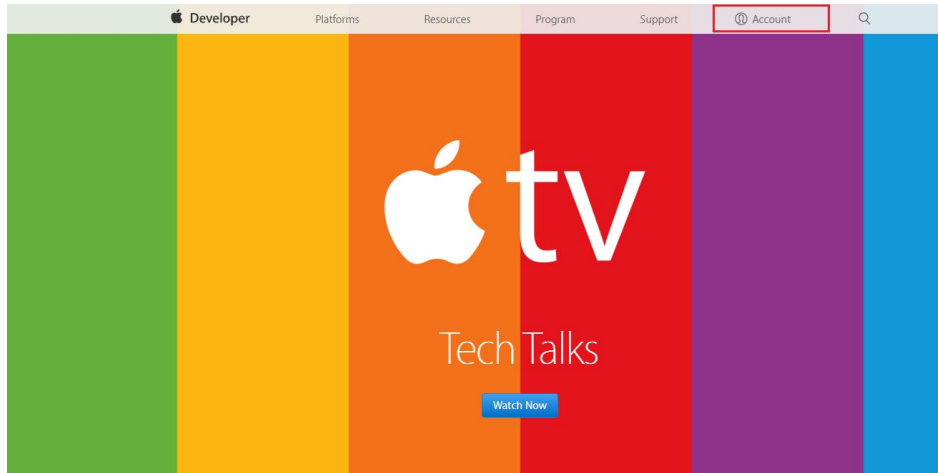 Developer Platforms Resources Program Support Account
tv
Tech Talks
Watch Now